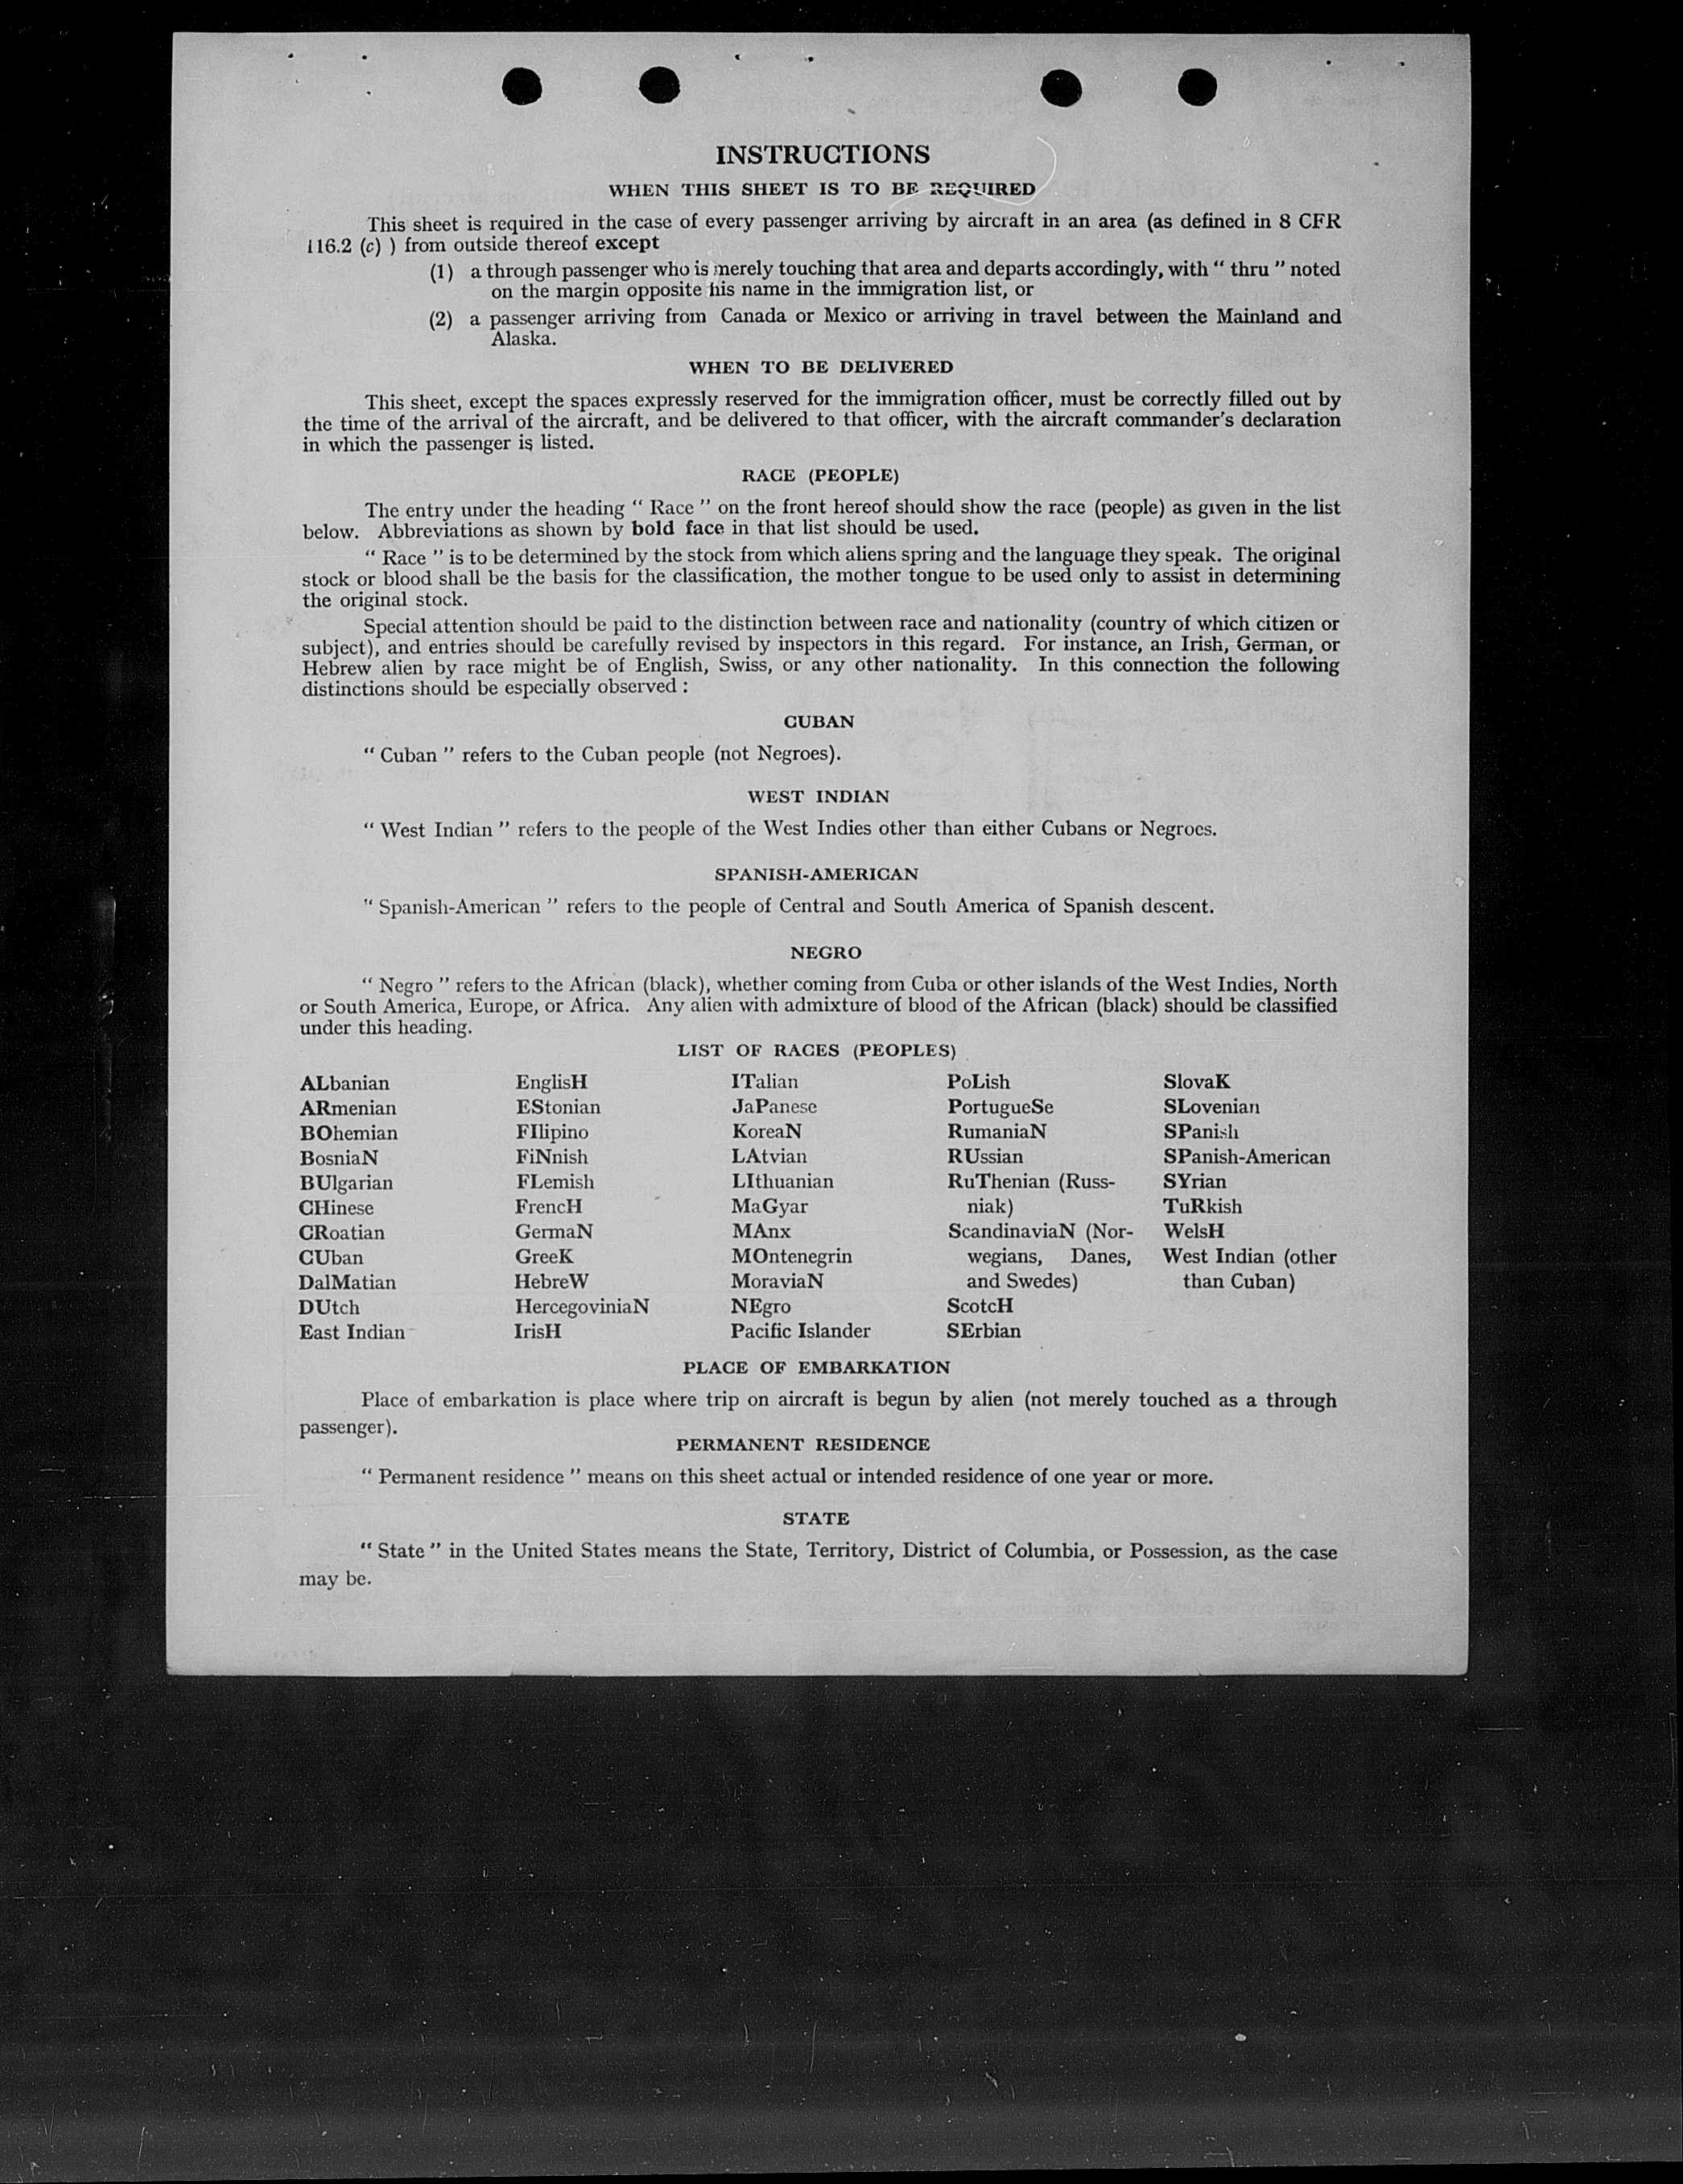 INSTRUCTIONS
WHEN THIS SHEET IS TO BE REQUIRED
This sheet is required in the case of every passenger arriving by aircraft in an area (as defined in 8 CFR
116.2 (c) ) from outside thereof except
(1) a through passenger who is merely touching that area and departs accordingly, with “ thru ” noted
on the margin opposite his name in the immigration list, or
(2) a passenger arriving from Canada or Mexico or arriving in travel between the Mainland and
Alaska.
WHEN TO BE DELIVERED
This sheet, except the spaces expressly reserved for the immigration officer, must be correctly filled out by
the time of the arrival of the aircraft, and be delivered to that officer, with the aircraft commander's declaration
in which the passenger is listed.
RACE (PEOPLE)
The entry under the heading “ Race ” on the front hereof should show the race (people) as given in the list
below. Abbreviations as shown by bold face in that list should be used.
“ Race ” is to be determined by the stock from which aliens spring and the language they speak. The original
stock or blood shall be the basis for the classification, the mother tongue to be used only to assist in determining
the original stock.
Special attention should be paid to the distinction between race and nationality (country of which citizen or
subject), and entries should be carefully revised by inspectors in this regard. For instance, an Irish, German, or
Hebrew alien by race might be of English, Swiss, or any other nationality. In this connection the following
distinctions should be especially observed :
CUBAN
“ Cuban ” refers to the Cuban people (not Negroes).
WEST INDIAN
“ West Indian ” refers to the people of the West Indies other than either Cubans or Negroes.
SPANISH-AMERICAN
“ Spanish-American ” refers to the people of Central and South America of Spanish descent.
NEGRO
“ Negro ” refers to the African (black), whether coming from Cuba or other islands of the West Indies, North
or South America, Europe, or Africa. Any alien with admixture of blood of the African (black) should be classified
under this heading.
LIST OF RACES (PEOPLES)
ALbanian
ARmenian
BOhemian
BosniaN
BUlgarian
CHinese
CRoatian
CUban
DalMatian
DUtch
East Indian
EnglisH
EStonian
FIlipino
FiNnish
FLemish
FrencH
GermaN
GreeK
HebreW
HercegoviniaN
IrisH
ITalian
JaPanese
KoreaN
LAtvian
LIthuanian
MaGyar
MAnx
MOntenegrin
MoraviaN
NEgro
Pacific Islander
PoLish
PortugueSe
RumaniaN
RUssian
RuThenian (Russ-
niak)
ScandinaviaN (Nor-
wegians, Danes,
and Swedes)
ScotcH
SErbian
SlovaK
SLovenian
SPanish
SPanish-American
SYrian
TuRkish
WelsH
West Indian (other
than Cuban)
PLACE OF EMBARKATION
Place of embarkation is place where trip on aircraft is begun by alien (not merely touched as a through
passenger).
PERMANENT RESIDENCE
“ Permanent residence ” means on this sheet actual or intended residence of one year or more.
STATE
“ State ” in the United States means the State, Territory, District of Columbia, or Possession, as the case
may be.